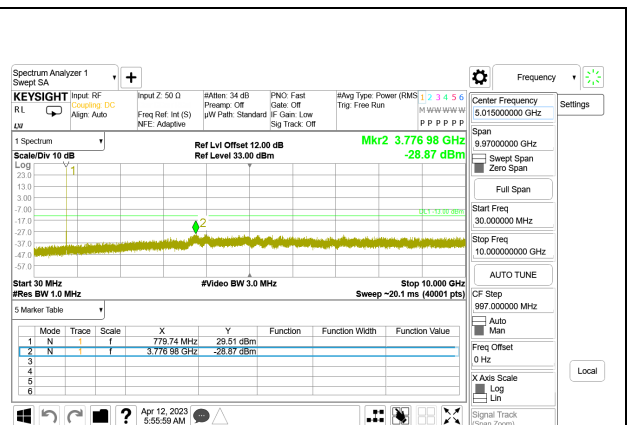 Spectrum Analyzer 1
Swept SA
Frequency
KEYSIGHT
RL
LXI
Input: RF
Coupling: DC
Align: Auto
Input Z: 50 Ω
Freq Ref: Int (S)
NFE: Adaptive
#Atten: 34 dB
Preamp: Off
µW Path: Standard
PNO: Fast
Gate: Off
IF Gain: Low
Sig Track: Off
#Avg Type: Power (RMS
Trig: Free Run
1 2 3 4 5 6
M W W W W W
P P P P P P
Center Frequency
5.015000000 GHz
Settings
1 Spectrum
Scale/Div 10 dB
Log
Ref Lvl Offset 12.00 dB
Ref Level 33.00 dBm
Mkr2 3.776 98 GHz
-28.87 dBm
1
23.0
13.0
3.00
-7.00
DL1 -13.00 dBm
-17.0
2
-27.0
-37.0
-47.0
-57.0
Start 30 MHz
#Res BW 1.0 MHz
#Video BW 3.0 MHz
Stop 10.000 GHz
Sweep ~20.1 ms (40001 pts)
Span
9.97000000 GHz
Swept Span
Zero Span
Full Span
Start Freq
30.000000 MHz
Stop Freq
10.000000000 GHz
AUTO TUNE
CF Step
997.000000 MHz
Auto
Man
Freq Offset
0 Hz
X Axis Scale
Log
Lin
Signal Track
(Span Zoom)
Local
5 Marker Table
Mode Trace Scale X Y Function Function Width Function Value
1 N 1 f 779.74 MHz 29.51 dBm
2 N 1 f 3.776 98 GHz -28.87 dBm
3
4
5
6
?
Apr 12, 2023
5:55:59 AM